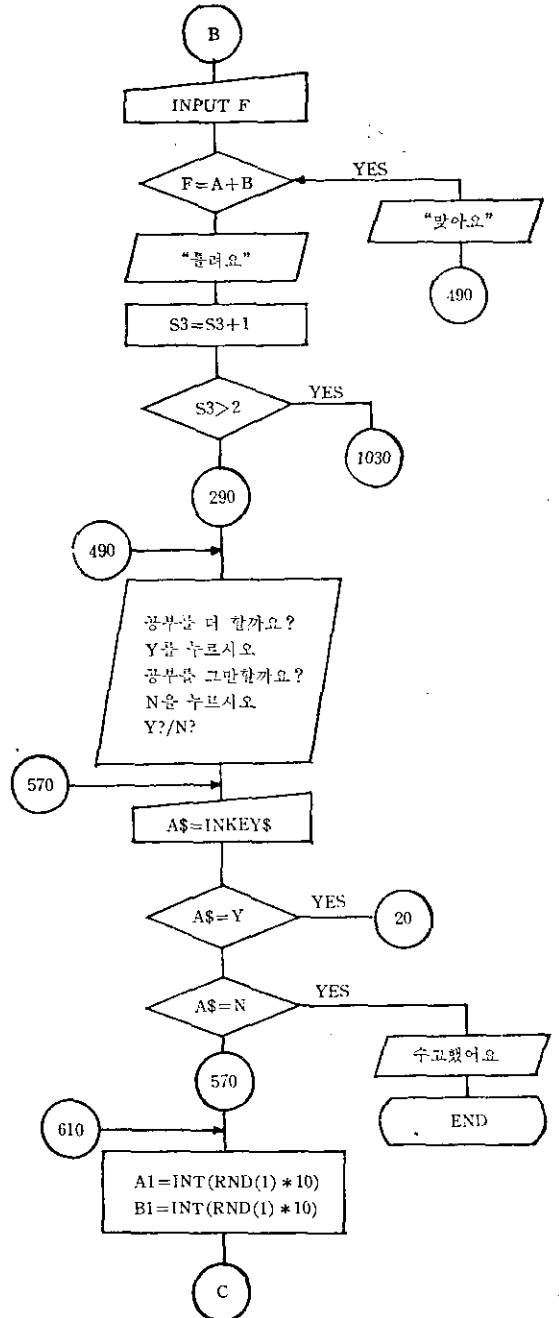 B
INPUT F
F=A+B
YES
"맞아요"
490
"틀려요"
S3=S3+1
S3>2
YES
1030
290
490
공부를 더 할까요?
Y를 누르시오
공부를 그만할까요?
N을 누르시오
Y?/N?
570
A$=INKEY$
A$=Y
YES
20
A$=N
YES
수고했어요
END
570
610
A1=INT(RND(1)*10)
B1=INT(RND(1)*10)
C